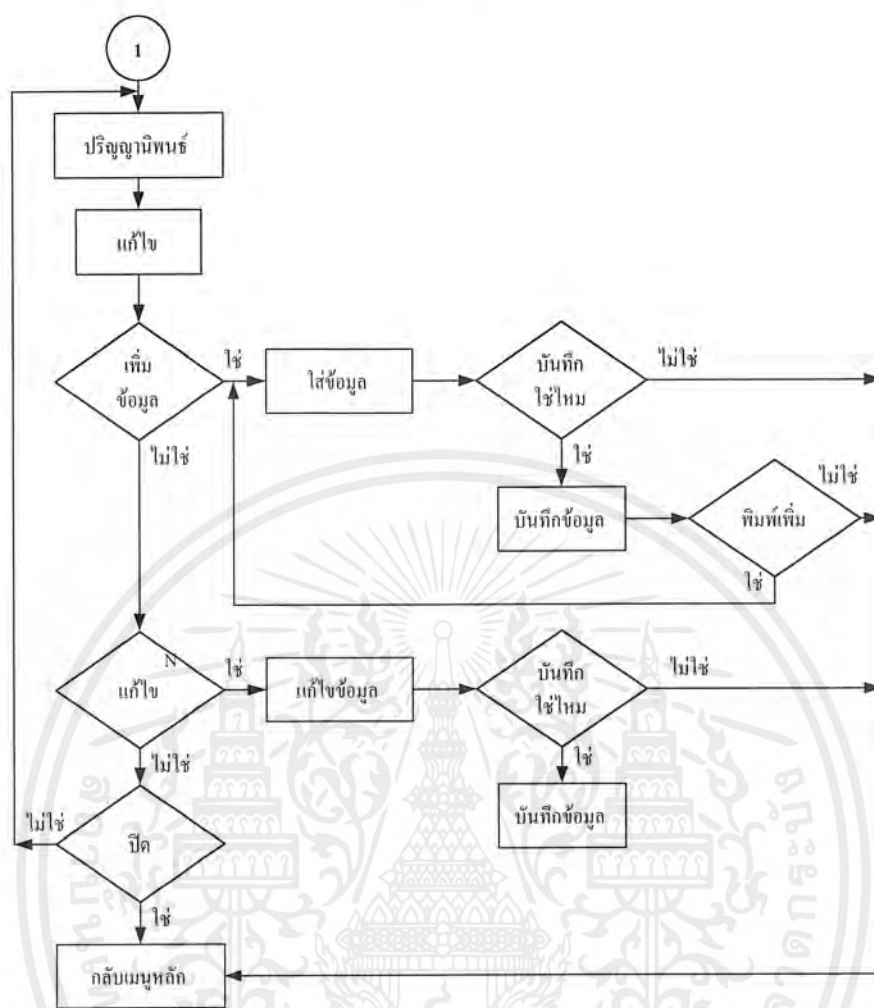 1
ปริญญานิพนธ์
แก้ไข
เพิ่ม
ข้อมูล
ใช่
ใส่ข้อมูล
บันทึก
ใช่ไหม
ไม่ใช่
ไม่ใช่
ใช่
บันทึกข้อมูล
พิมพ์เพิ่ม
ไม่ใช่
ใช่
แก้ไข
N
ใช่
แก้ไขข้อมูล
บันทึก
ใช่ไหม
ไม่ใช่
ไม่ใช่
ใช่
บันทึกข้อมูล
ไม่ใช่
ปิด
ใช่
กลับเมนูหลัก